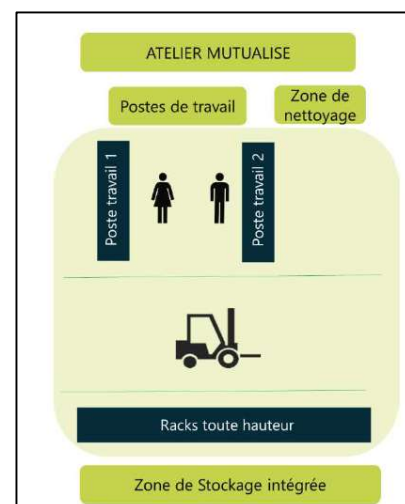 ATELIER MUTUALISE
Postes de travail
Zone de
nettoyage
Poste travail 1
Poste travail 2
Racks toute hauteur
Zone de Stockage intégrée